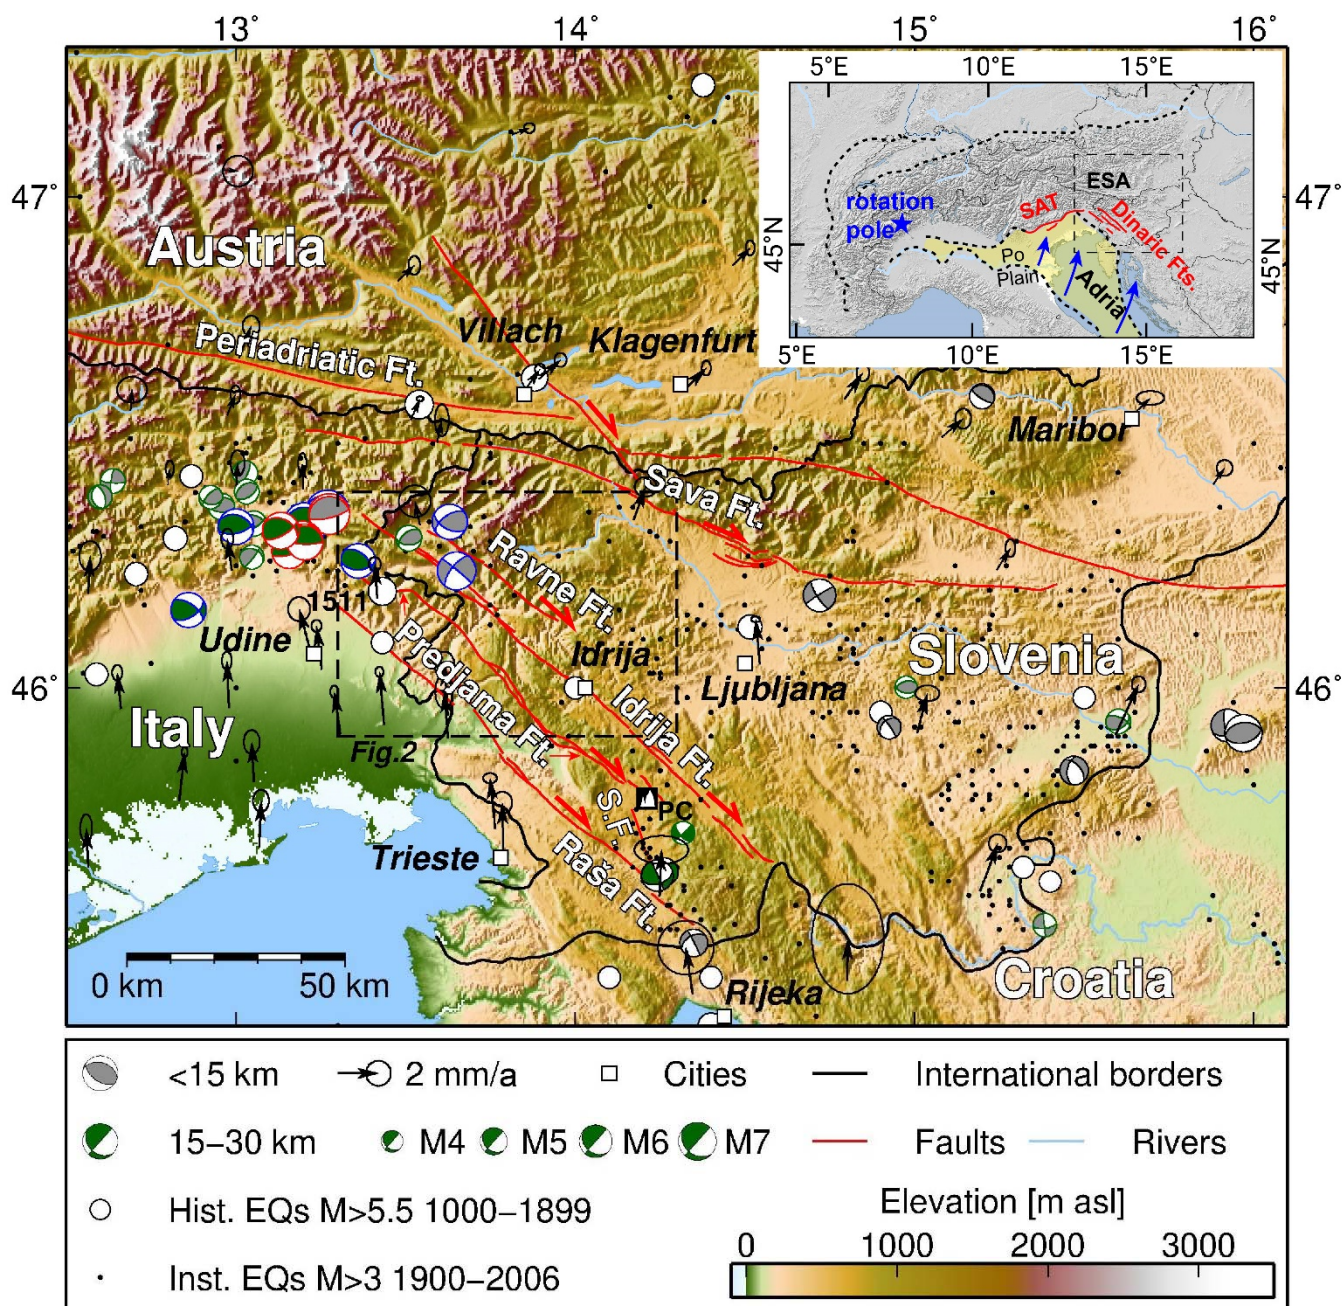 13° 14° 15° 16°
5°E 10°E 15°E
47° 47°
ESA
rotation
pole
SAT
Dinaric Fts.
45°N 45°N
Po
Plain
Adria
5°E 10°E 15°E
Austria
Villach
Klagenfurt
Periadriatic Ft.
Maribor
Sava Ft.
Ravne Ft.
1511
Udine
Predjama Ft.
Idrija
Slovenia
Ljubljana
46° 46°
Italy
Idrija Ft.
Fig.2
S.F.
PC
Trieste
Raša Ft.
0 km 50 km
Rijeka
Croatia
<15 km 2 mm/a Cities International borders
15–30 km M4 M5 M6 M7 Faults Rivers
Hist. EQs M>5.5 1000–1899
Elevation [m asl]
0 1000 2000 3000
Inst. EQs M>3 1900–2006